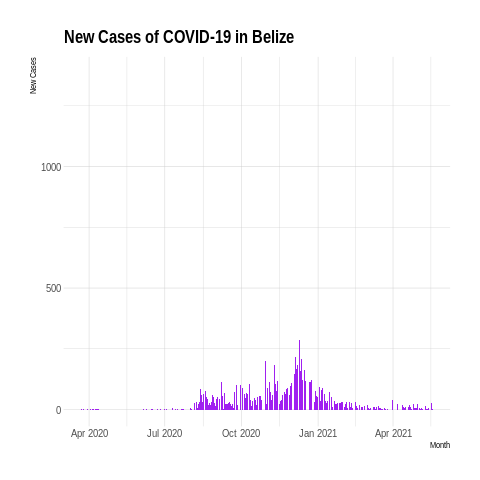 New Cases of COVID-19 in Belize
New Cases
1000
500
0
Apr 2020 Jul 2020 Oct 2020 Jan 2021 Apr 2021
Month